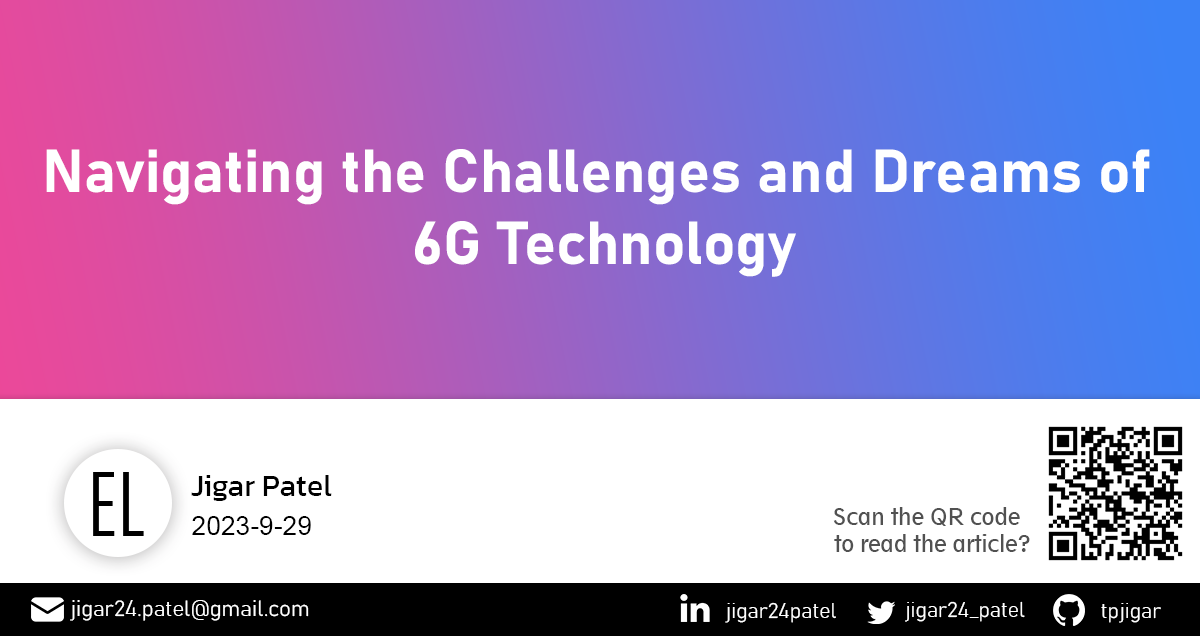 Navigating the Challenges and Dreams of
6G Technology
EL
Jigar Patel
2023-9-29
Scan the QR code
to read the article?
jigar24.patel@gmail.com
in jigar24patel
jigar24_patel
tpjigar